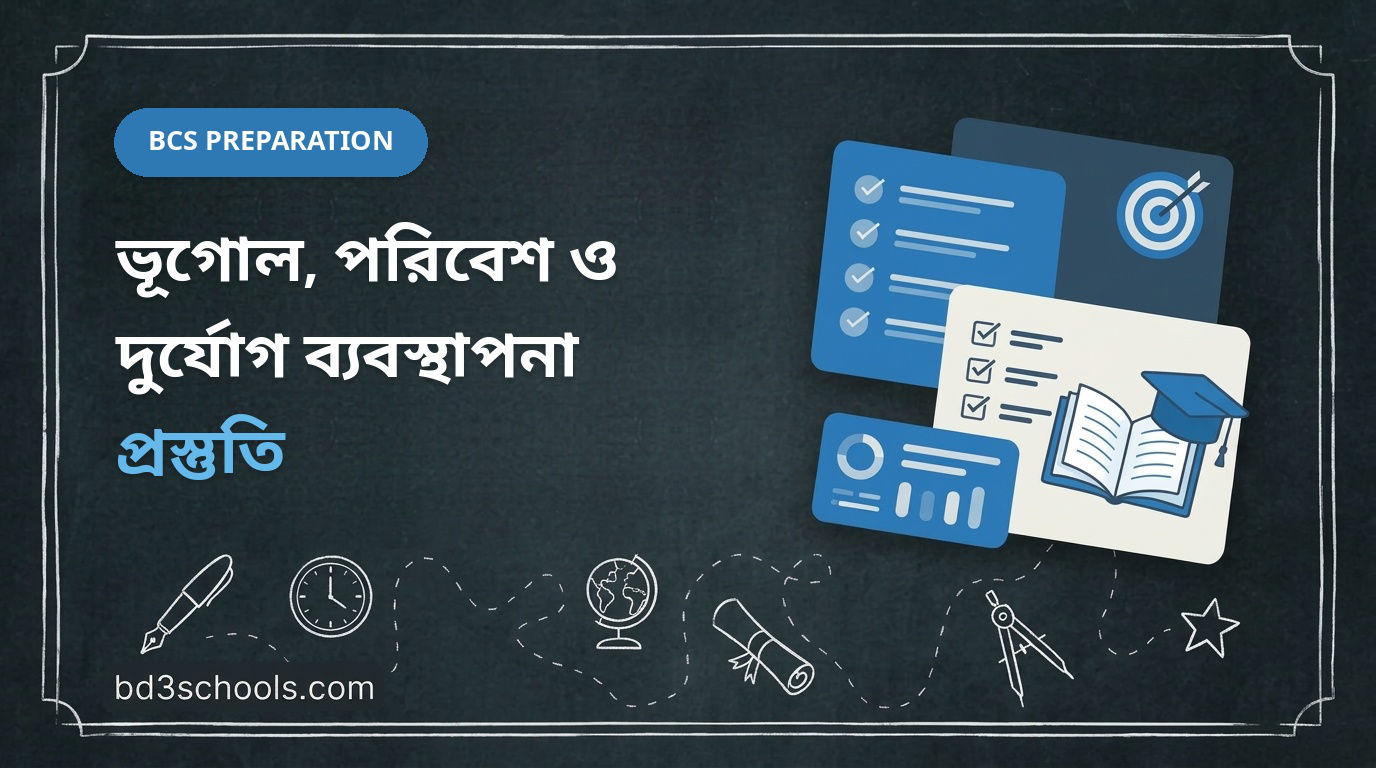 BCS PREPARATION
ভূগোল, পরিবেশ ও
দুর্যোগ ব্যবস্থাপনা
প্রস্তুতি
bd3schools.com